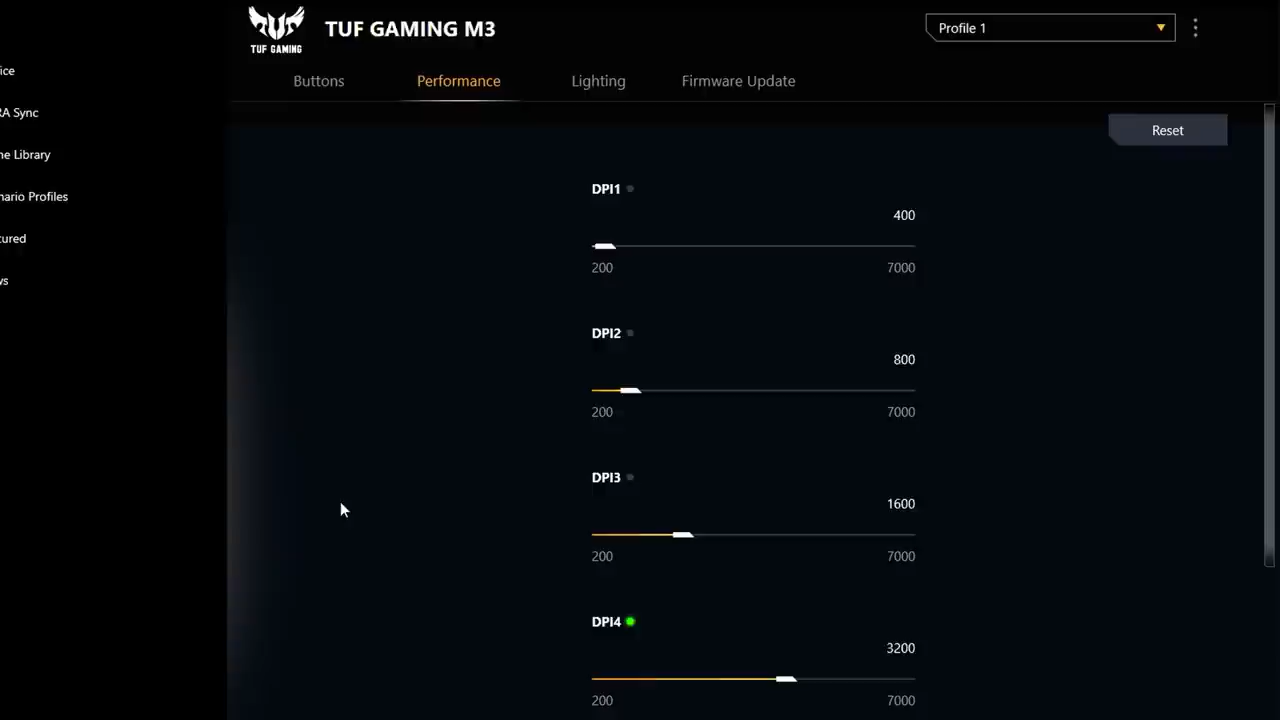 TUF GAMING
TUF GAMING M3
Profile 1
Buttons
Performance
Lighting
Firmware Update
Reset
ice
RA Sync
ne Library
nario Profiles
tured
ws
DPI1
400
200 7000
DPI2
800
200 7000
DPI3
1600
200 7000
DPI4
3200
200 7000